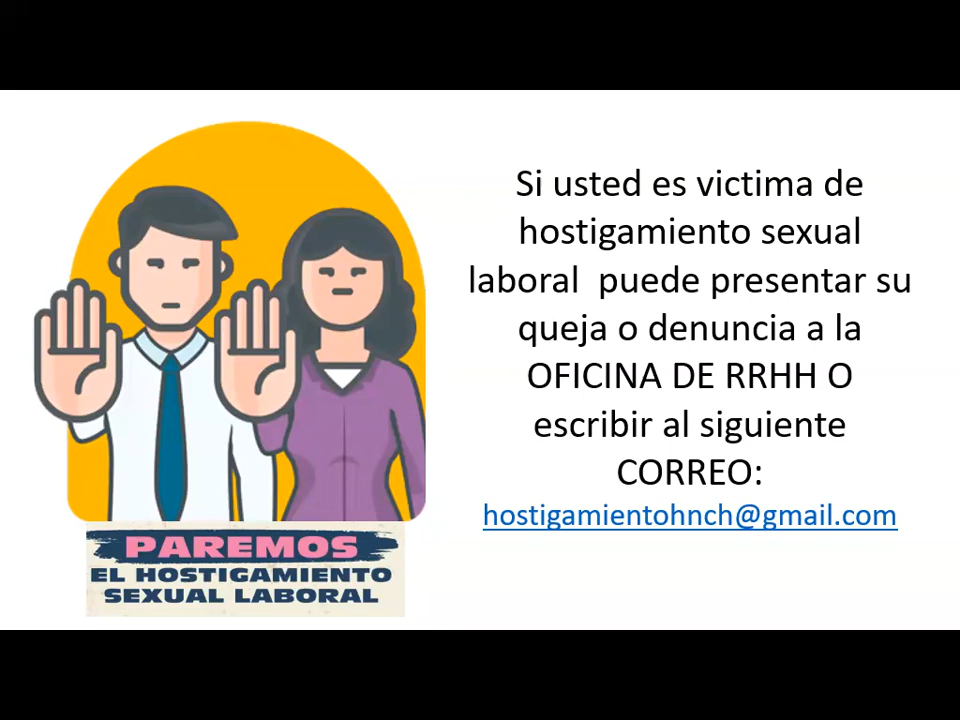 Si usted es victima de
hostigamiento sexual
laboral  puede presentar su
queja o denuncia a la
OFICINA DE RRHH O
escribir al siguiente
CORREO:
hostigamientohnch@gmail.com
PAREMOS
EL HOSTIGAMIENTO
SEXUAL LABORAL